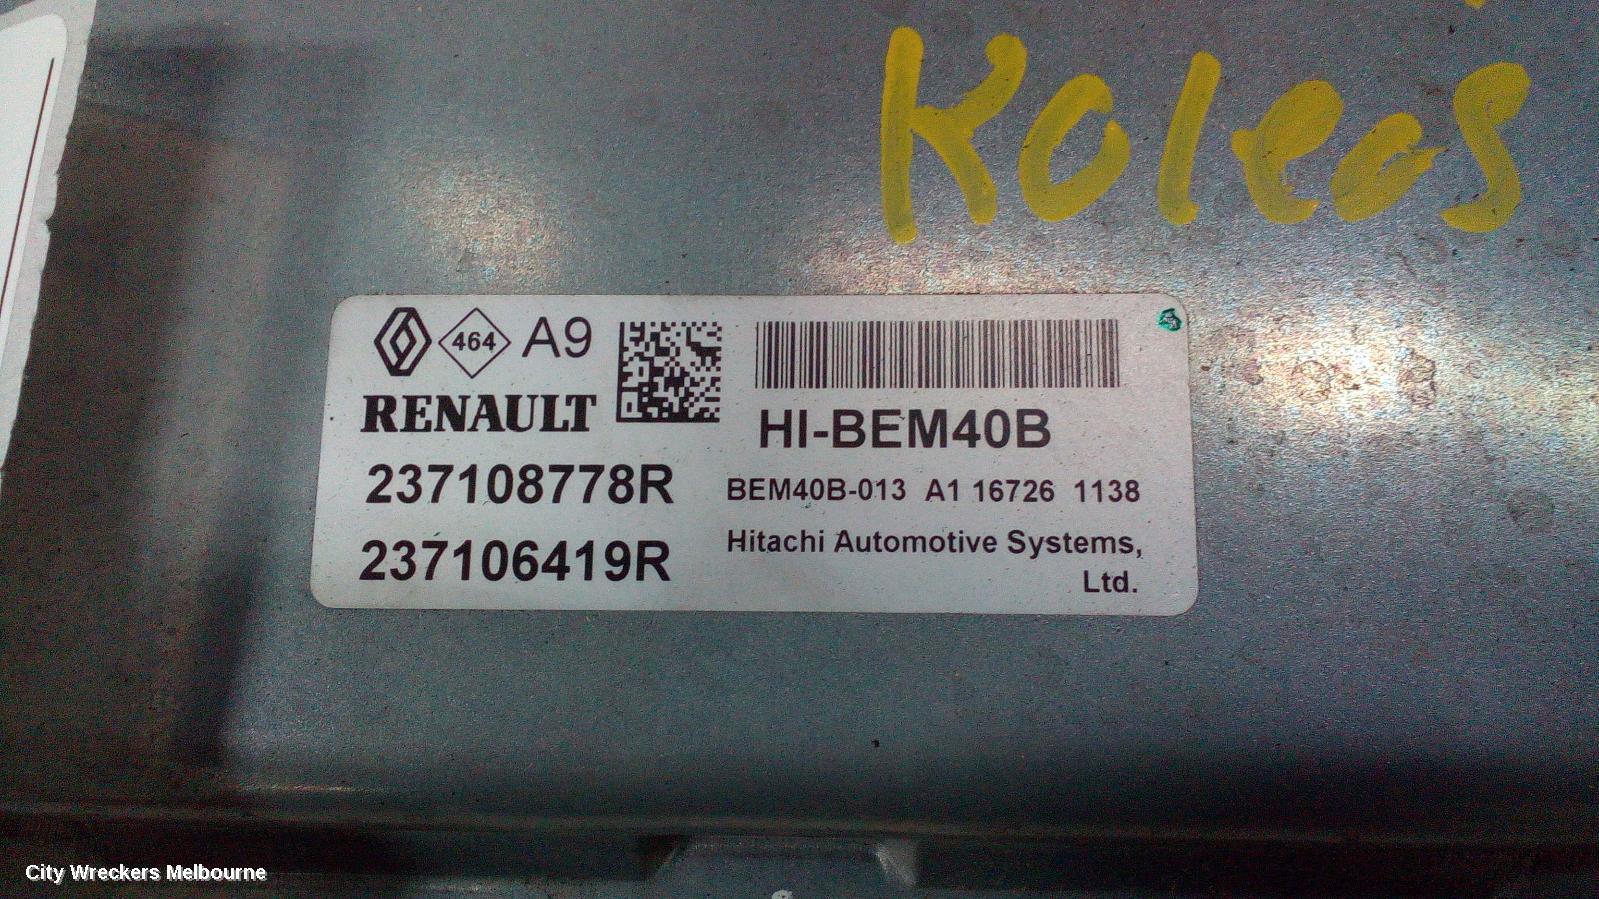 Koleos
464 A9
RENAULT
237108778R
237106419R
HI-BEM40B
BEM40B-013 A1 16726 1138
Hitachi Automotive Systems,
Ltd.
City Wreckers Melbourne